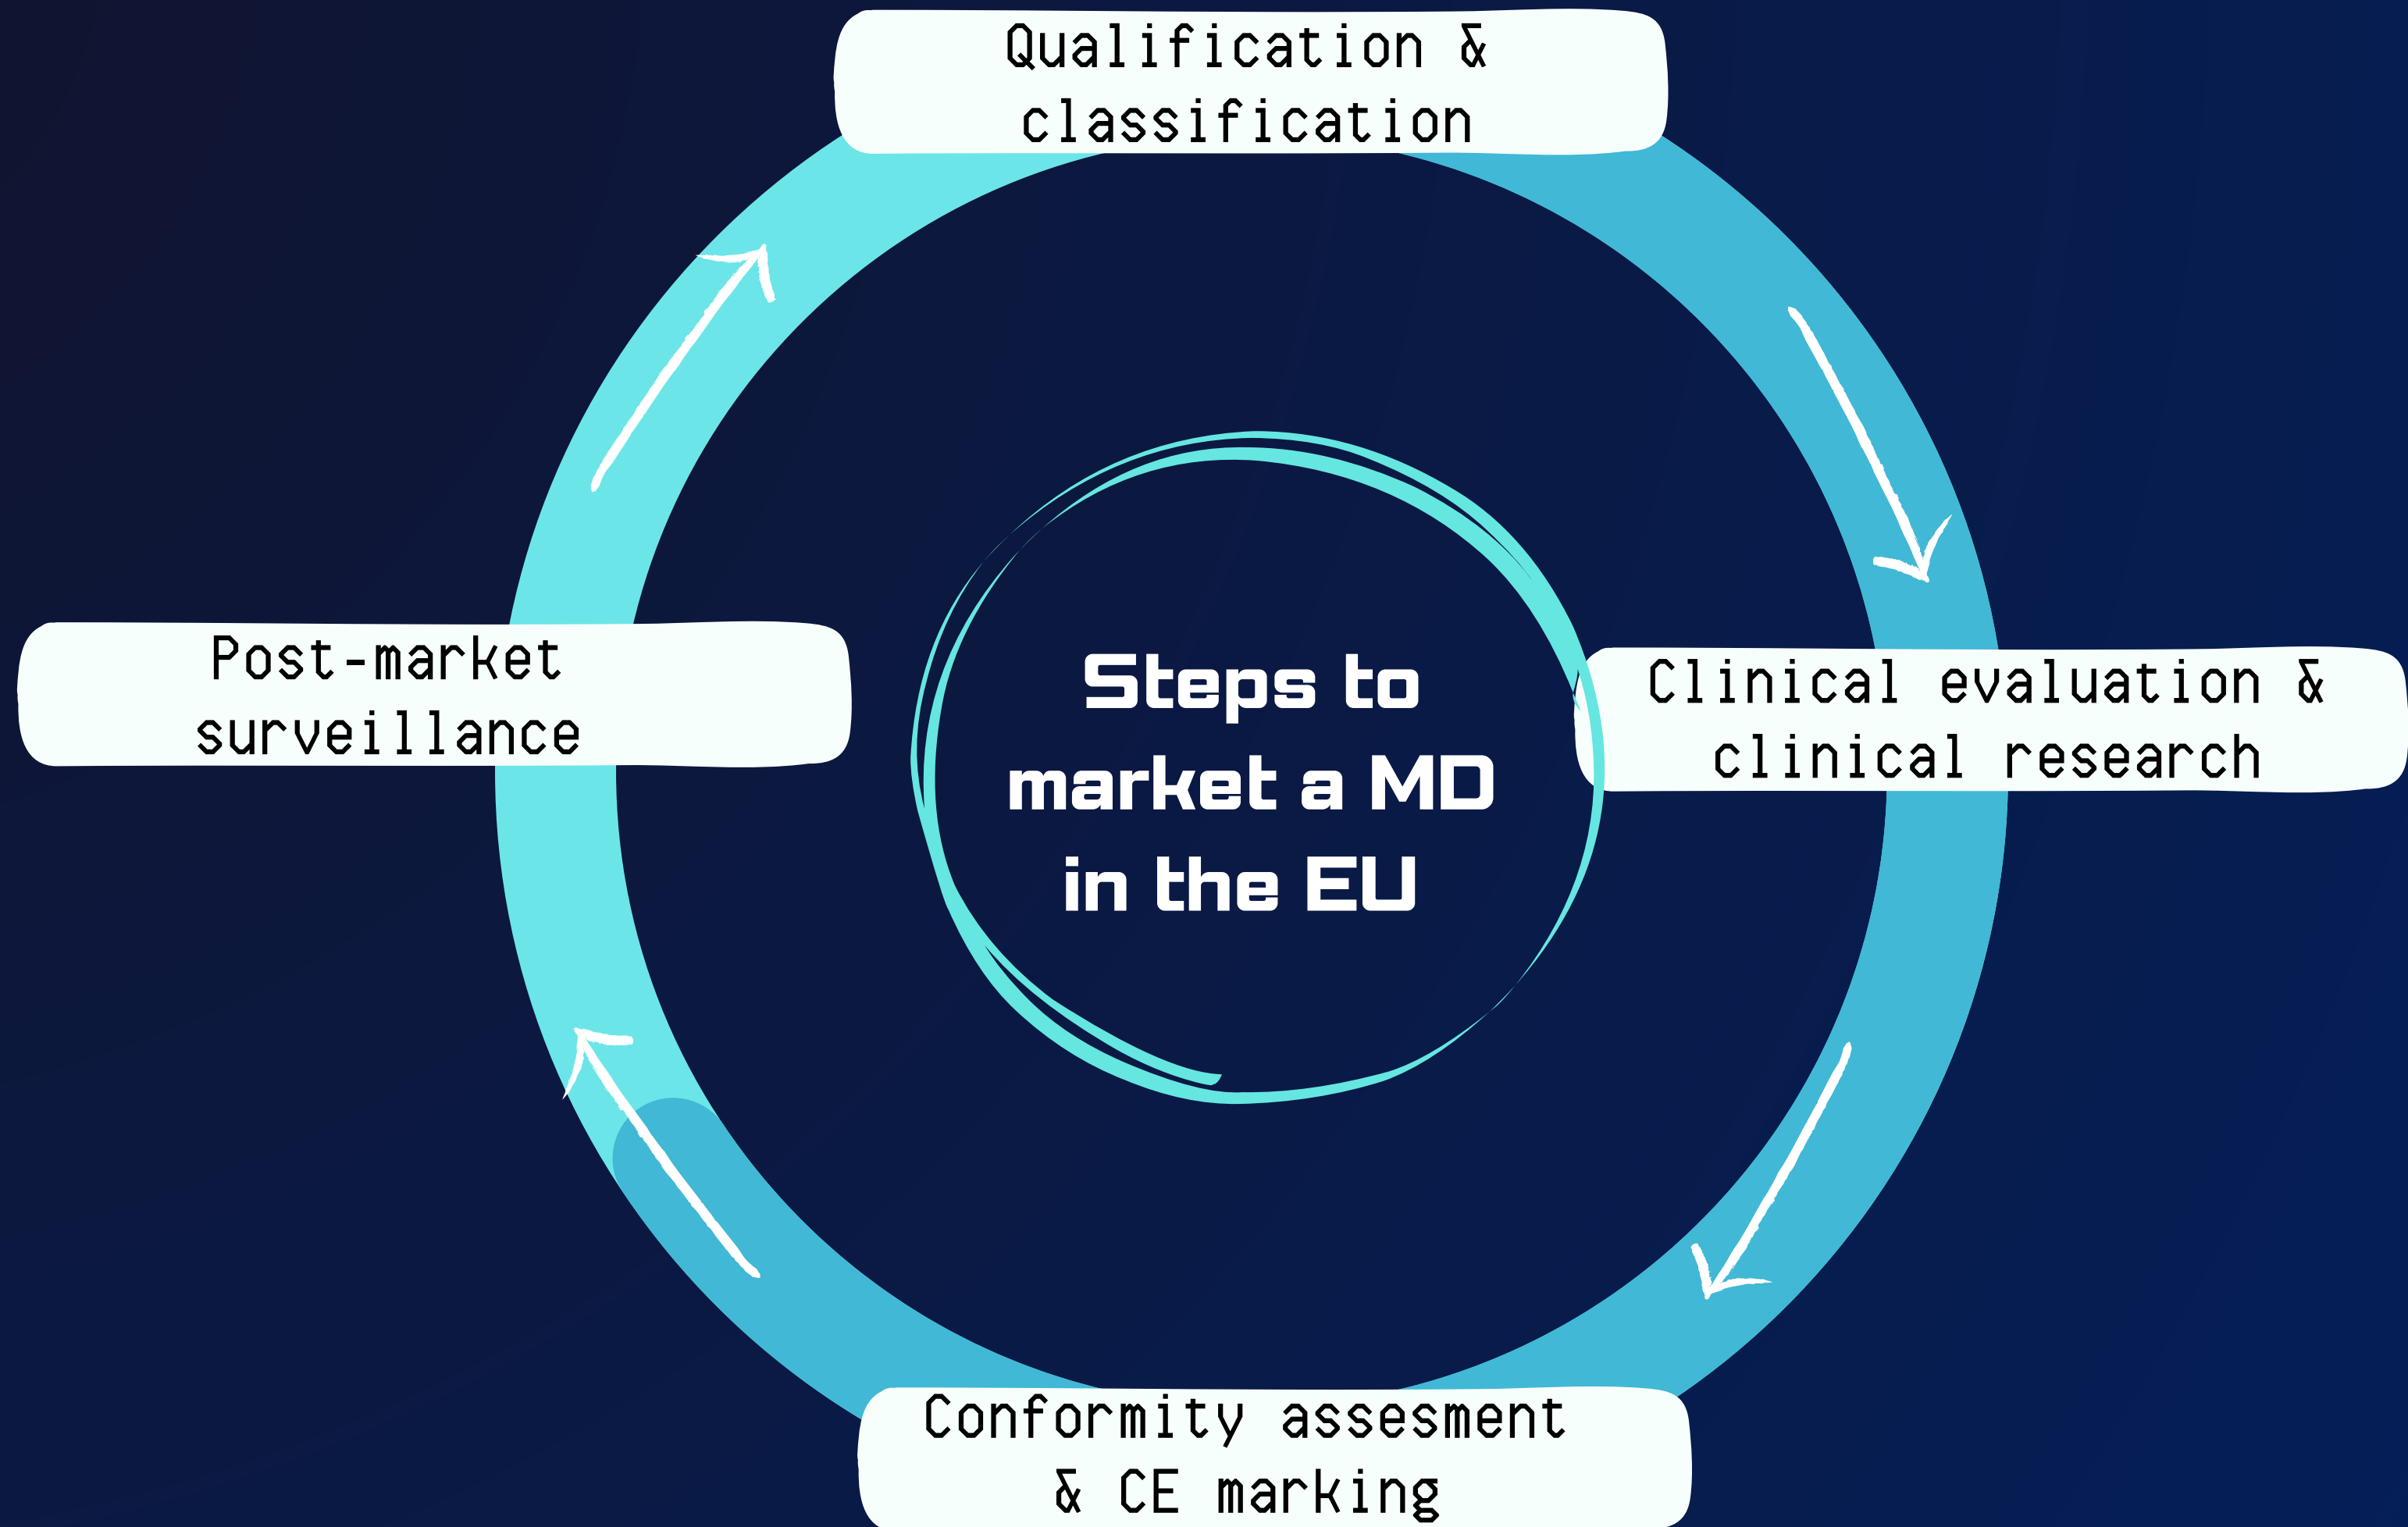 Qualification &
classification
Post-market
surveillance
Steps to
market a MD
in the EU
Clinical evaluation &
clinical research
Conformity assesment
& CE marking